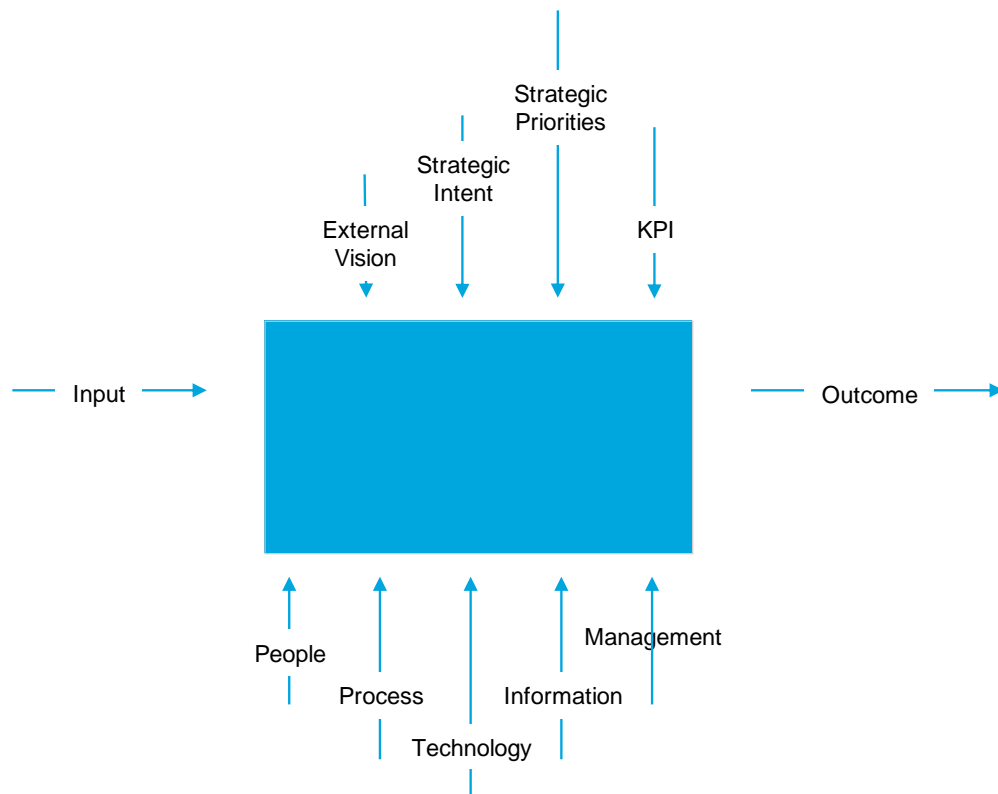 Strategic
Priorities
Strategic
Intent
External
Vision
KPI
Input
Outcome
People
Process
Technology
Information
Management